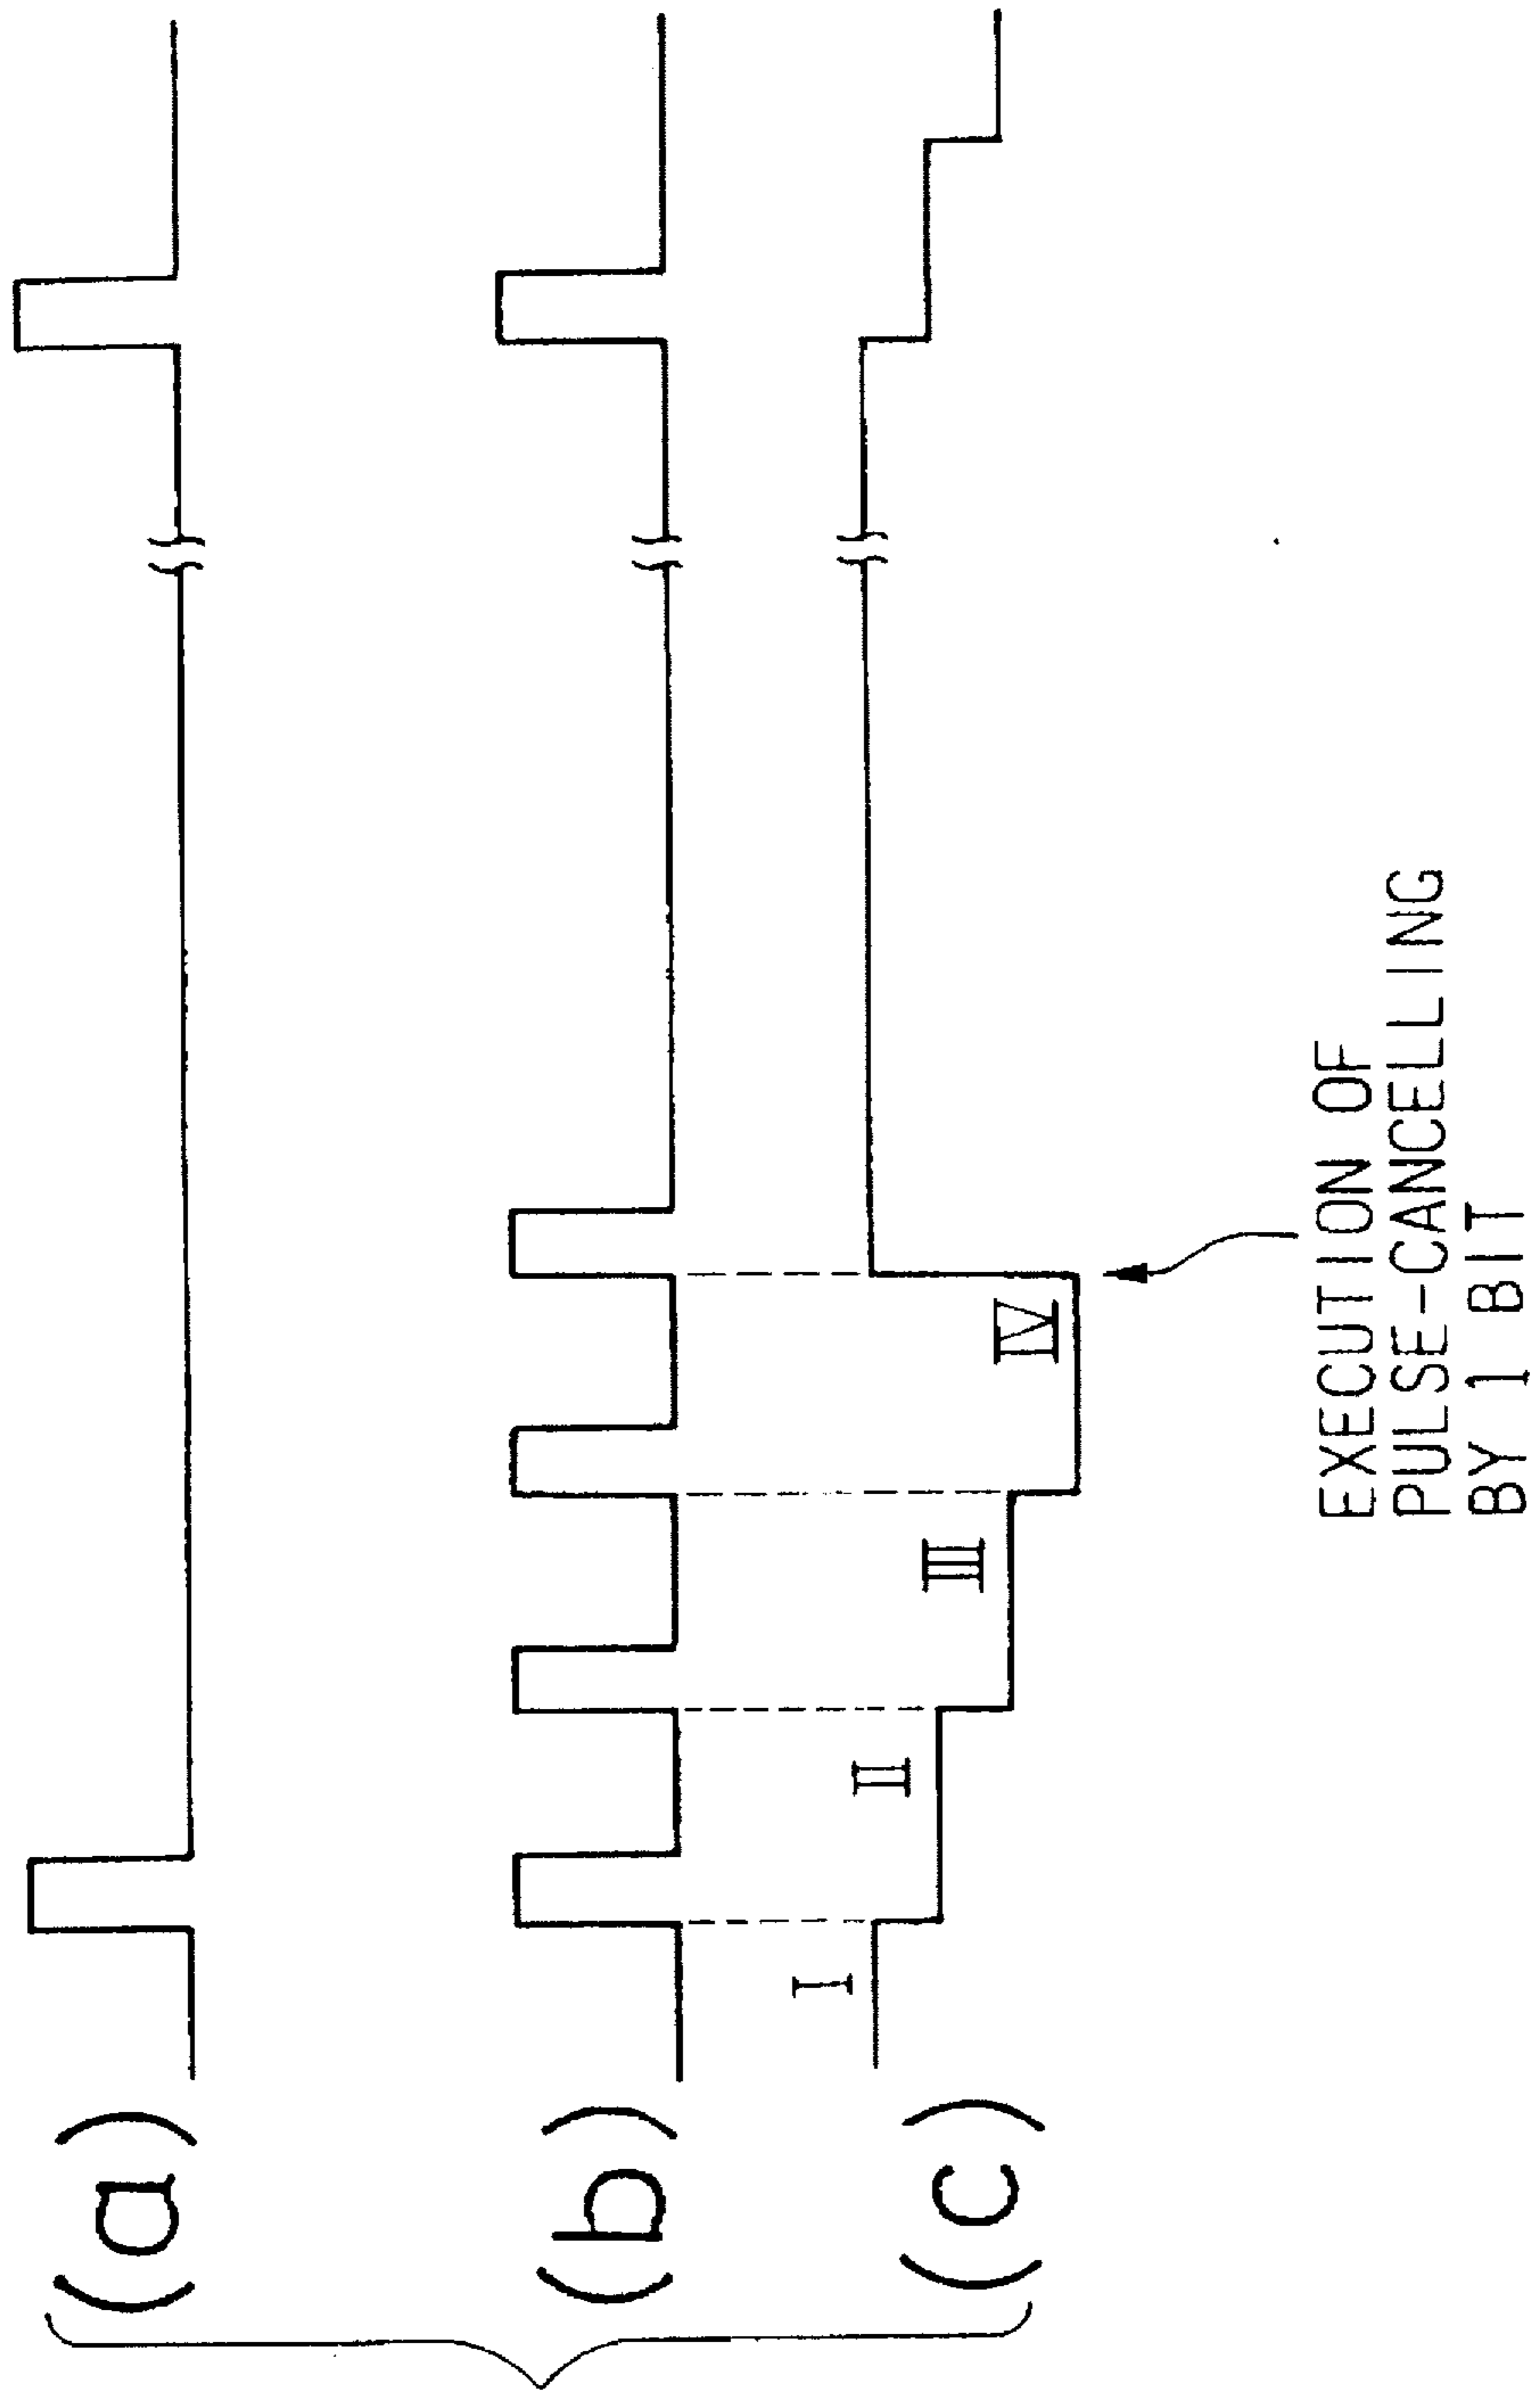 (a)
(b)
(c)
I
II
III
IV
EXECUTION OF
PULSE-CANCELLING
BY 1 BIT